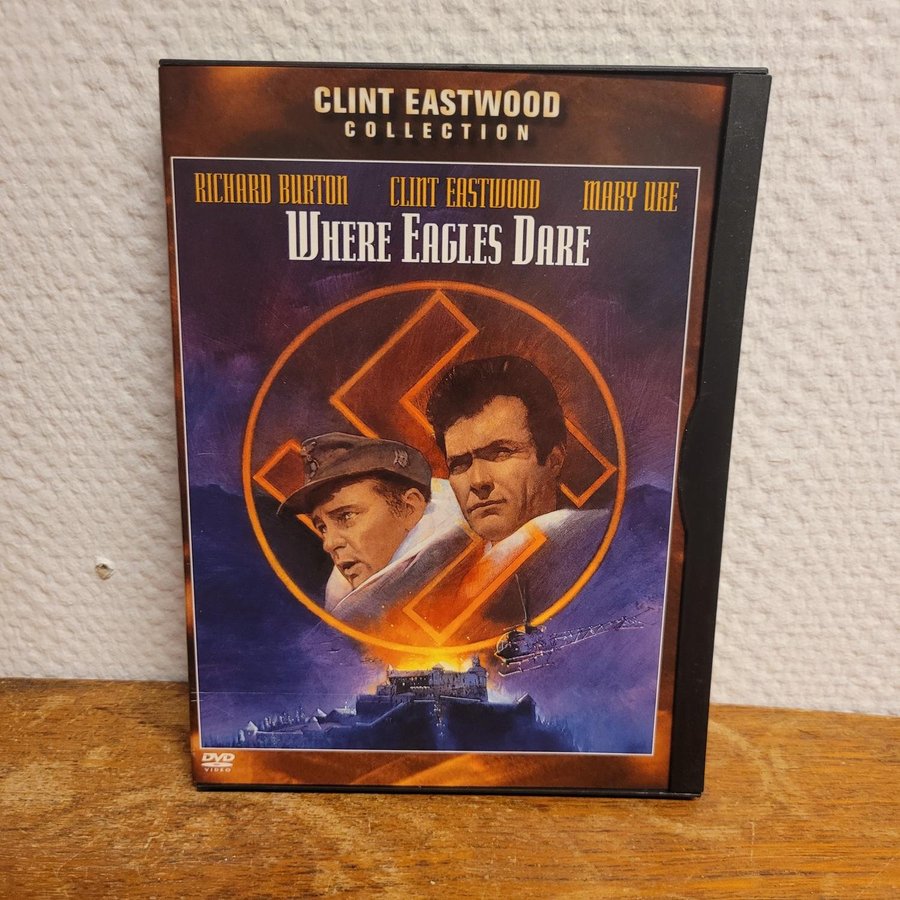 CLINT EASTWOOD
COLLECTION
RICHARD BURTON CLINT EASTWOOD MARY URE
WHERE EAGLES DARE
DVD
VIDEO